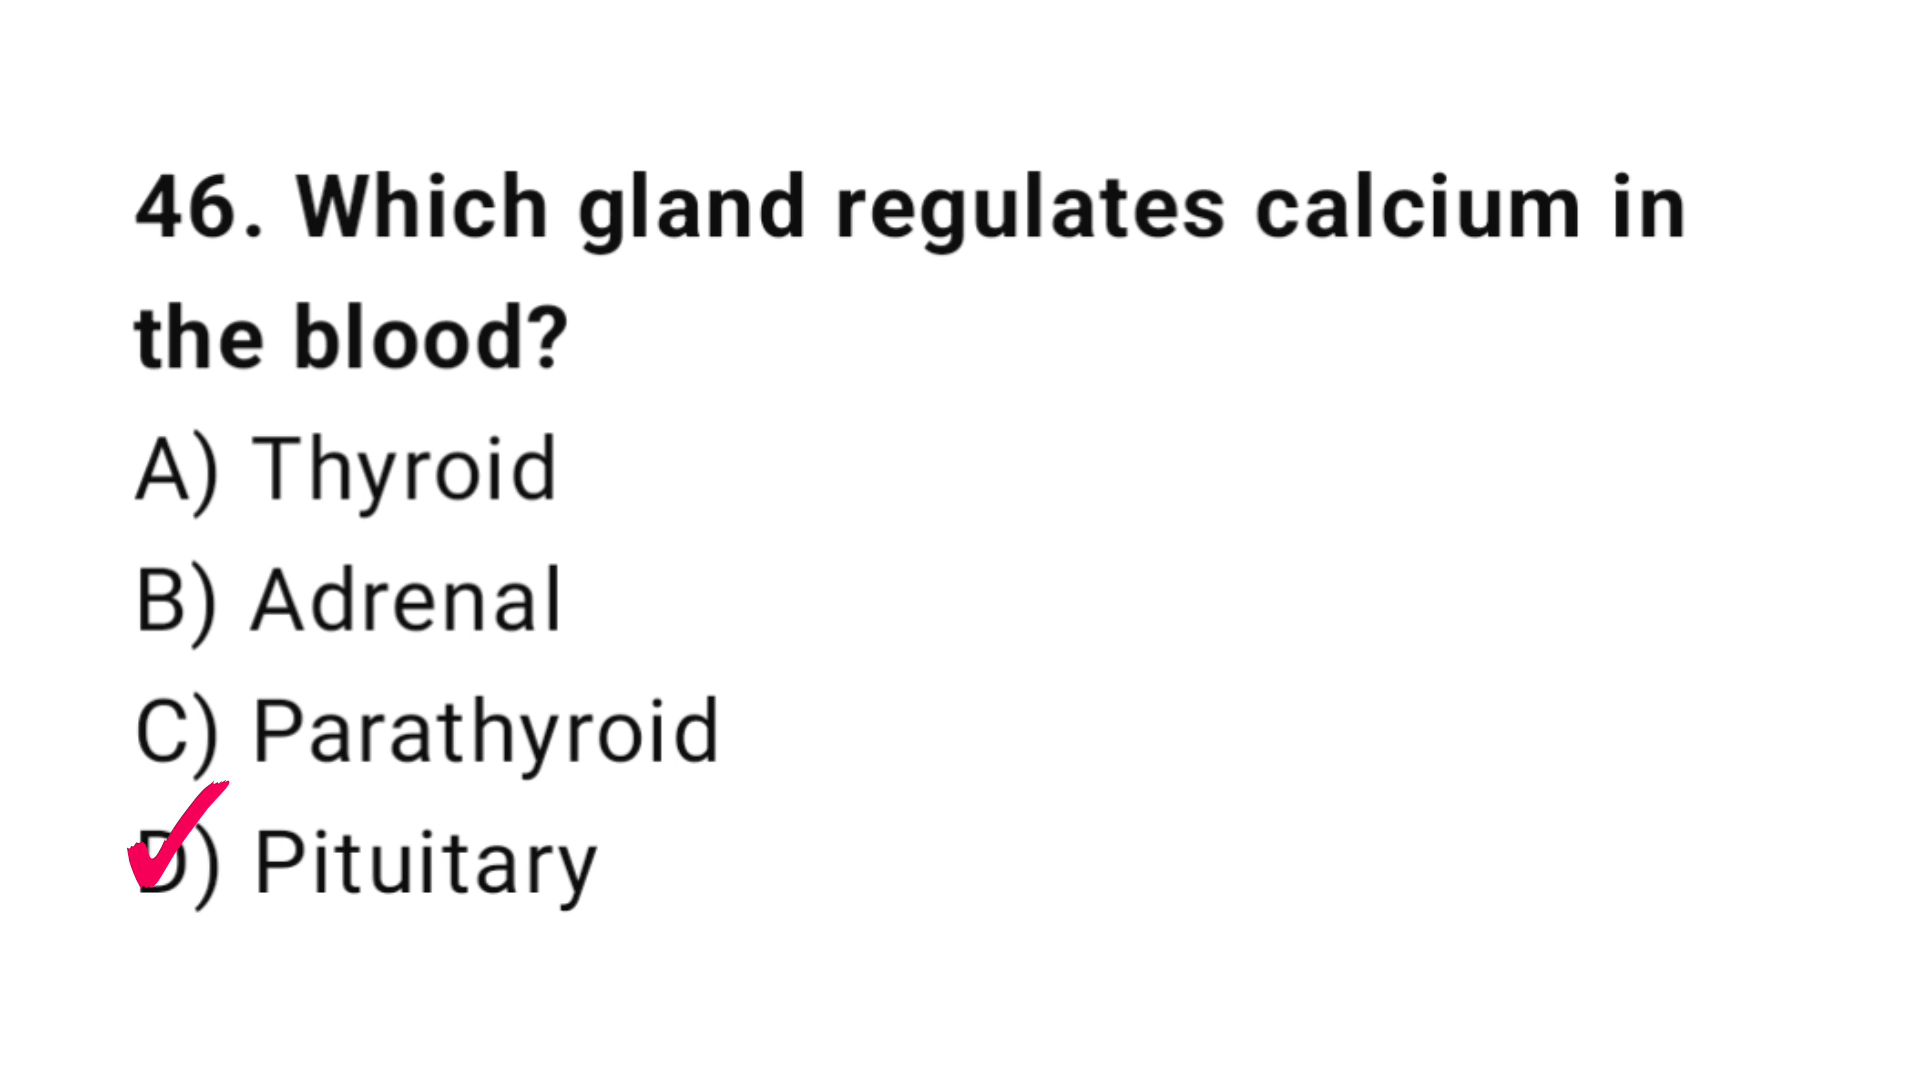 46. Which gland regulates calcium in
the blood?
A) Thyroid
B) Adrenal
C) Parathyroid
D) Pituitary